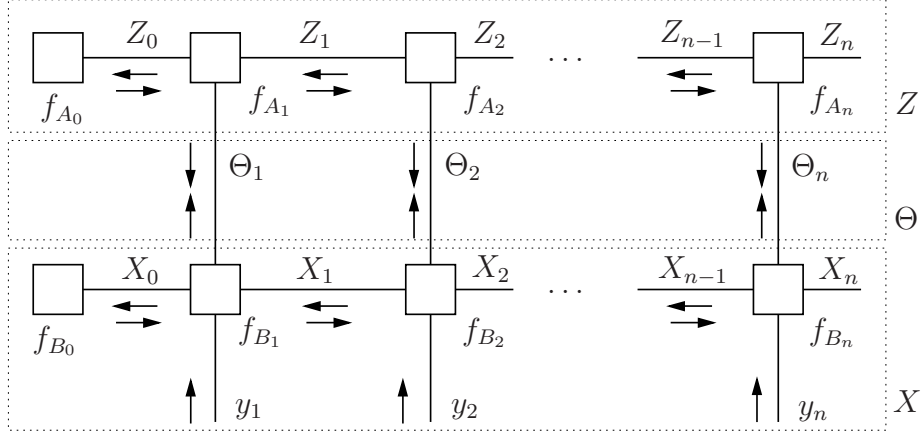 Z_0 Z_1 Z_2 … Z_{n−1} Z_n
f_{A_0} f_{A_1} f_{A_2} f_{A_n} Z
Θ_1 Θ_2 Θ_n
Θ
X_0 X_1 X_2 … X_{n−1} X_n
f_{B_0} f_{B_1} f_{B_2} f_{B_n}
y_1 y_2 y_n X